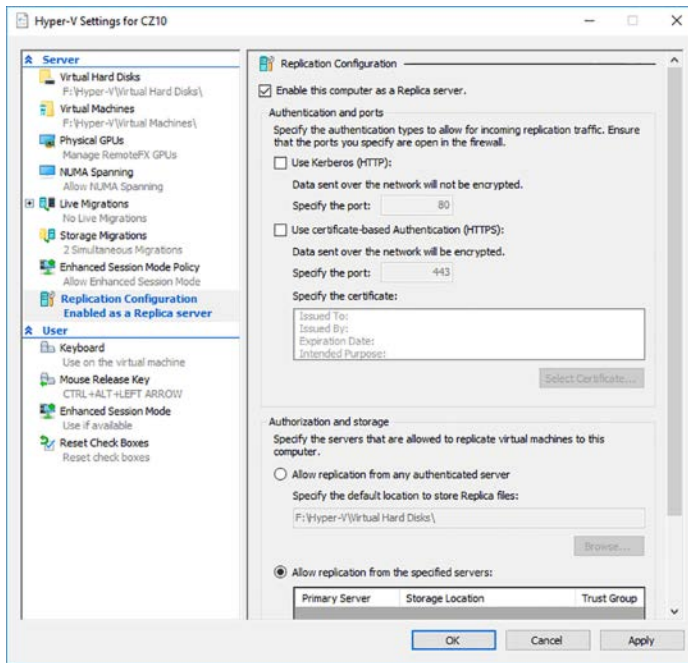 Hyper-V Settings for CZ10
Server
Virtual Hard Disks
F:\Hyper-V\Virtual Hard Disks\
Virtual Machines
F:\Hyper-V\Virtual Machines\
Physical GPUs
Manage RemoteFX GPUs
NUMA Spanning
Allow NUMA Spanning
Live Migrations
No Live Migrations
Storage Migrations
2 Simultaneous Migrations
Enhanced Session Mode Policy
Allow Enhanced Session Mode
Replication Configuration
Enabled as a Replica server
User
Keyboard
Use on the virtual machine
Mouse Release Key
CTRL+ALT+LEFT ARROW
Enhanced Session Mode
Use if available
Reset Check Boxes
Reset check boxes
Replication Configuration
Enable this computer as a Replica server.
Authentication and ports
Specify the authentication types to allow for incoming replication traffic. Ensure
that the ports you specify are open in the firewall.
Use Kerberos (HTTP):
Data sent over the network will not be encrypted.
Specify the port: 80
Use certificate-based Authentication (HTTPS):
Data sent over the network will be encrypted.
Specify the port: 443
Specify the certificate:
Issued To:
Issued By:
Expiration Date:
Intended Purpose:
Select Certificate...
Authorization and storage
Specify the servers that are allowed to replicate virtual machines to this
computer.
Allow replication from any authenticated server
Specify the default location to store Replica files:
F:\Hyper-V\Virtual Hard Disks\
Browse...
Allow replication from the specified servers:
Primary Server Storage Location Trust Group
OK Cancel Apply